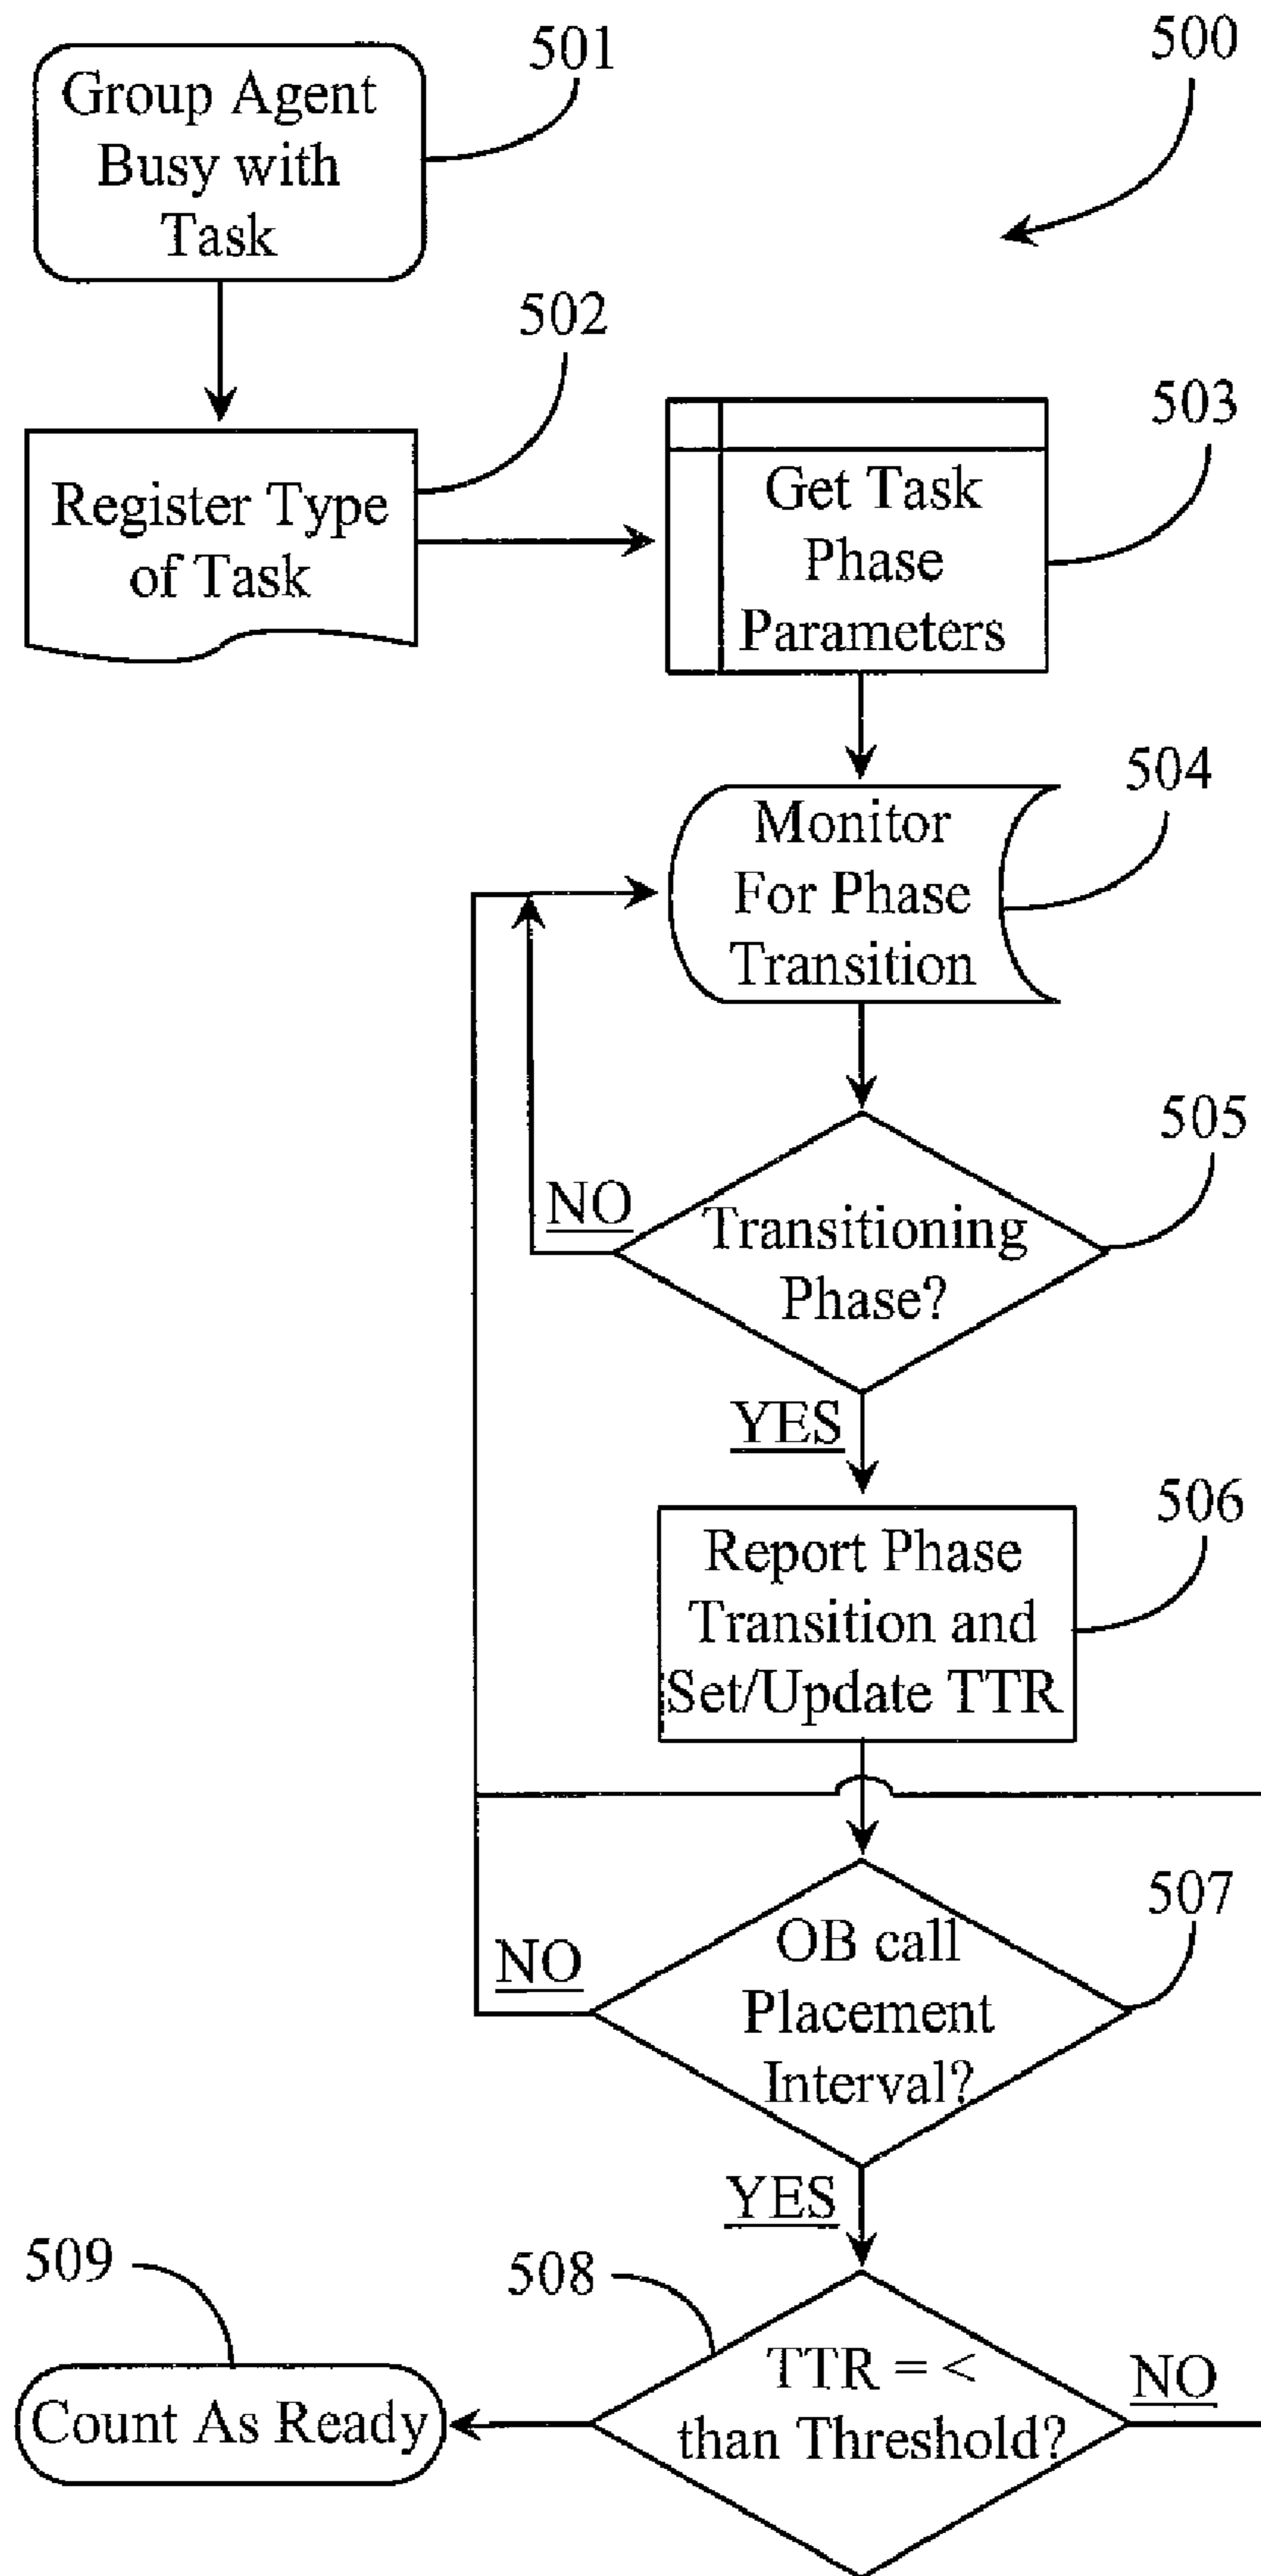 500
501
Group Agent
Busy with
Task
502
Register Type
of Task
503
Get Task
Phase
Parameters
504
Monitor
For Phase
Transition
505
Transitioning
Phase?
NO
YES
506
Report Phase
Transition and
Set/Update TTR
507
OB call
Placement
Interval?
NO
YES
508
TTR = <
than Threshold?
NO
509
Count As Ready